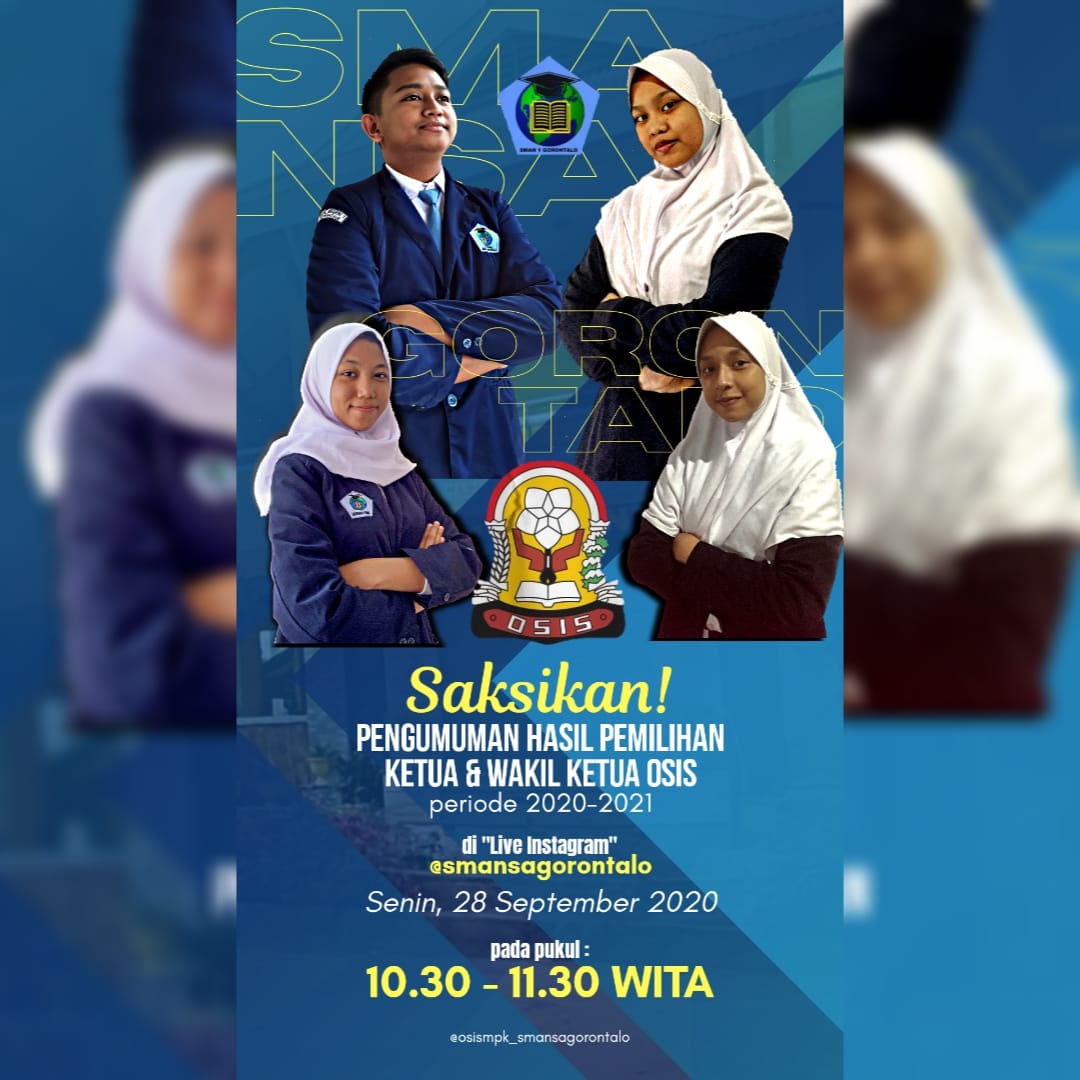 SMA
NSA
SMAN 1 GORONTALO
GORON
TALO
OSIS
Saksikan!
PENGUMUMAN HASIL PEMILIHAN
KETUA & WAKIL KETUA OSIS
periode 2020-2021
di "Live Instagram"
@smansagorontalo
Senin, 28 September 2020
pada pukul :
10.30 - 11.30 WITA
@osismpk_smansagorontalo